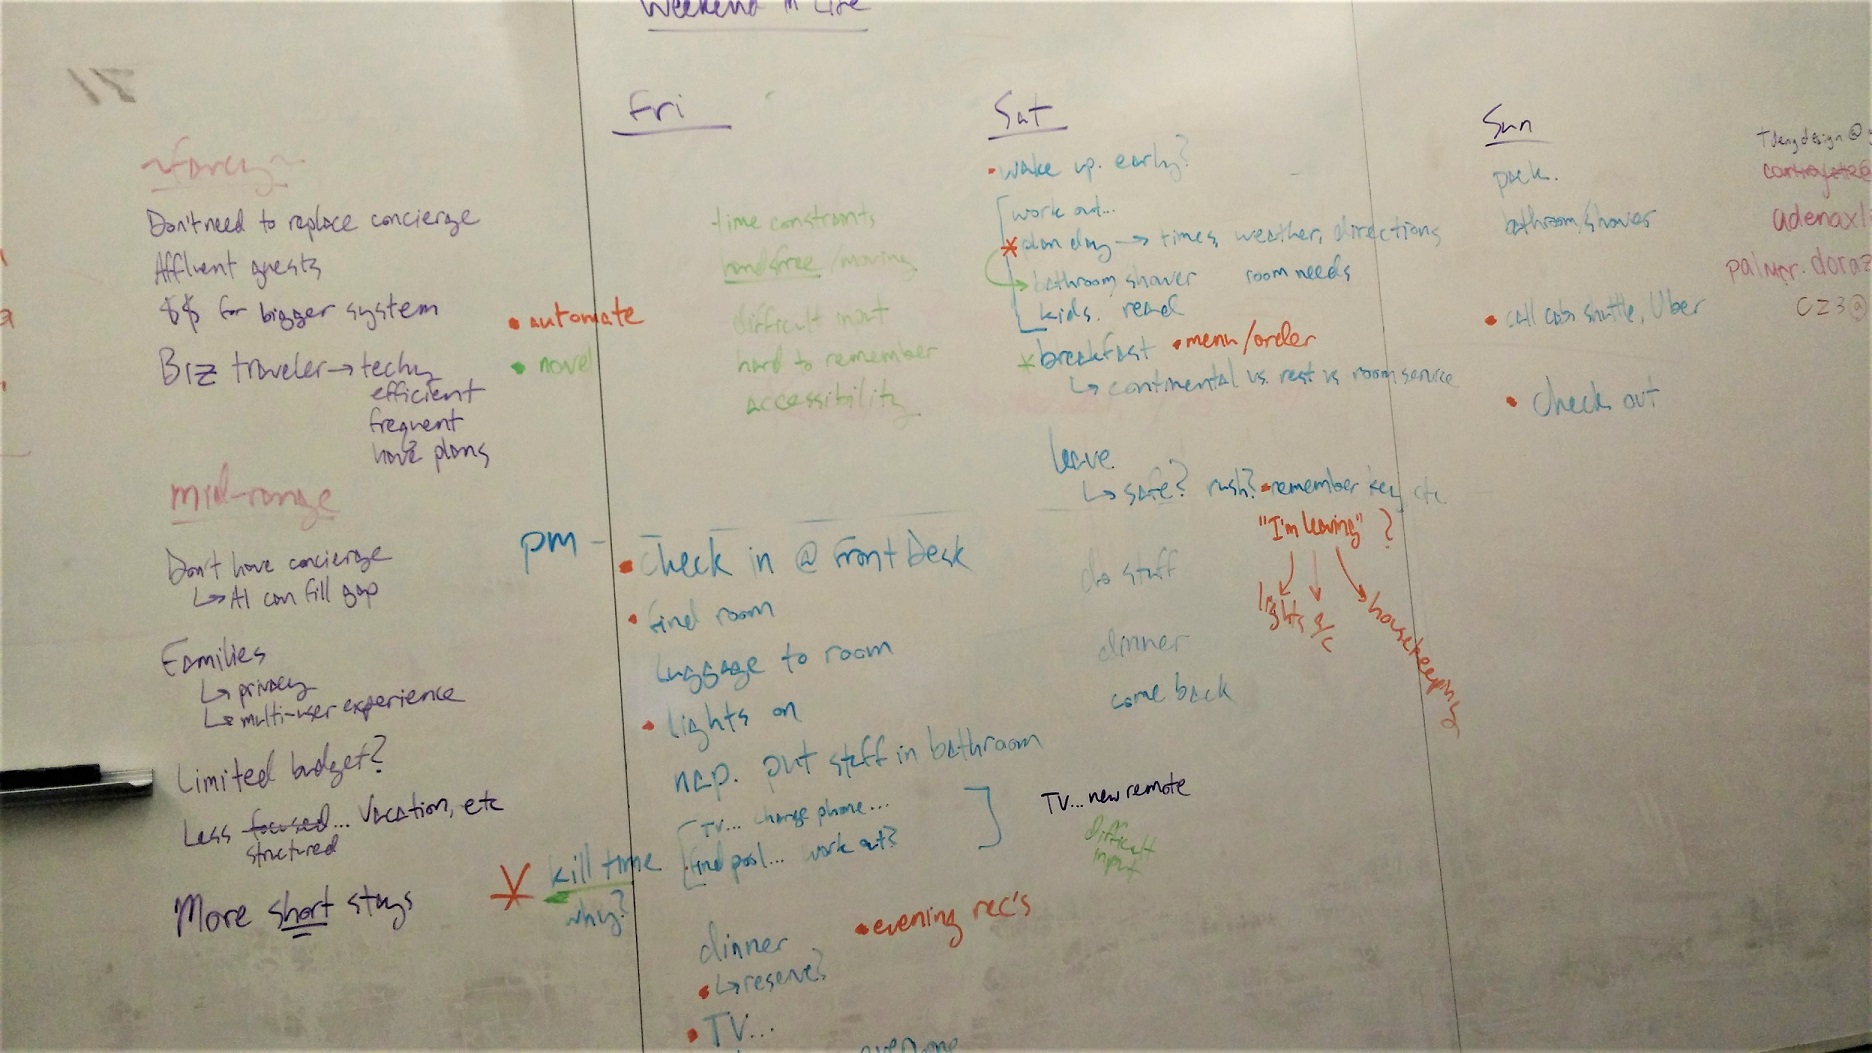 Weekend in Life
~Fancy~
Don't need to replace concierge
Affluent guests
$$ for bigger system
Biz traveler → techy
efficient
frequent
have plans
• automate
• novel
mid-range
Don't have concierge
↳ AI can fill gap
Families
↳ privacy
↳ multi-user experience
Limited budget?
Less focused... vacation, etc
structured
More short stays
Fri
time constraints
handsfree/moving
difficult input
hard to remember
accessibility
pm -
• Check in @ Front Desk
• find room
luggage to room
• lights on
nap. put stuff in bathroom
TV... charge phone...
find pool... work out?
* kill time
why?
TV... new remote
difficult
input
dinner
• evening rec's
• ↳ reserve?
• TV...
Sat
• wake up. early?
work out...
* plan day → times, weather, directions
bathroom, shower room needs
kids. read
* breakfast • menu/order
↳ continental vs. rest vs room service
leave
↳ safe? rush? • remember key etc
"I'm leaving" ?
lights
a/c
housekeeping
do stuff
dinner
come back
Sun
pack.
bathroom/shower
• call cab, shuttle, Uber
• Check out
adenaxli
palmer.doraz
cz3@